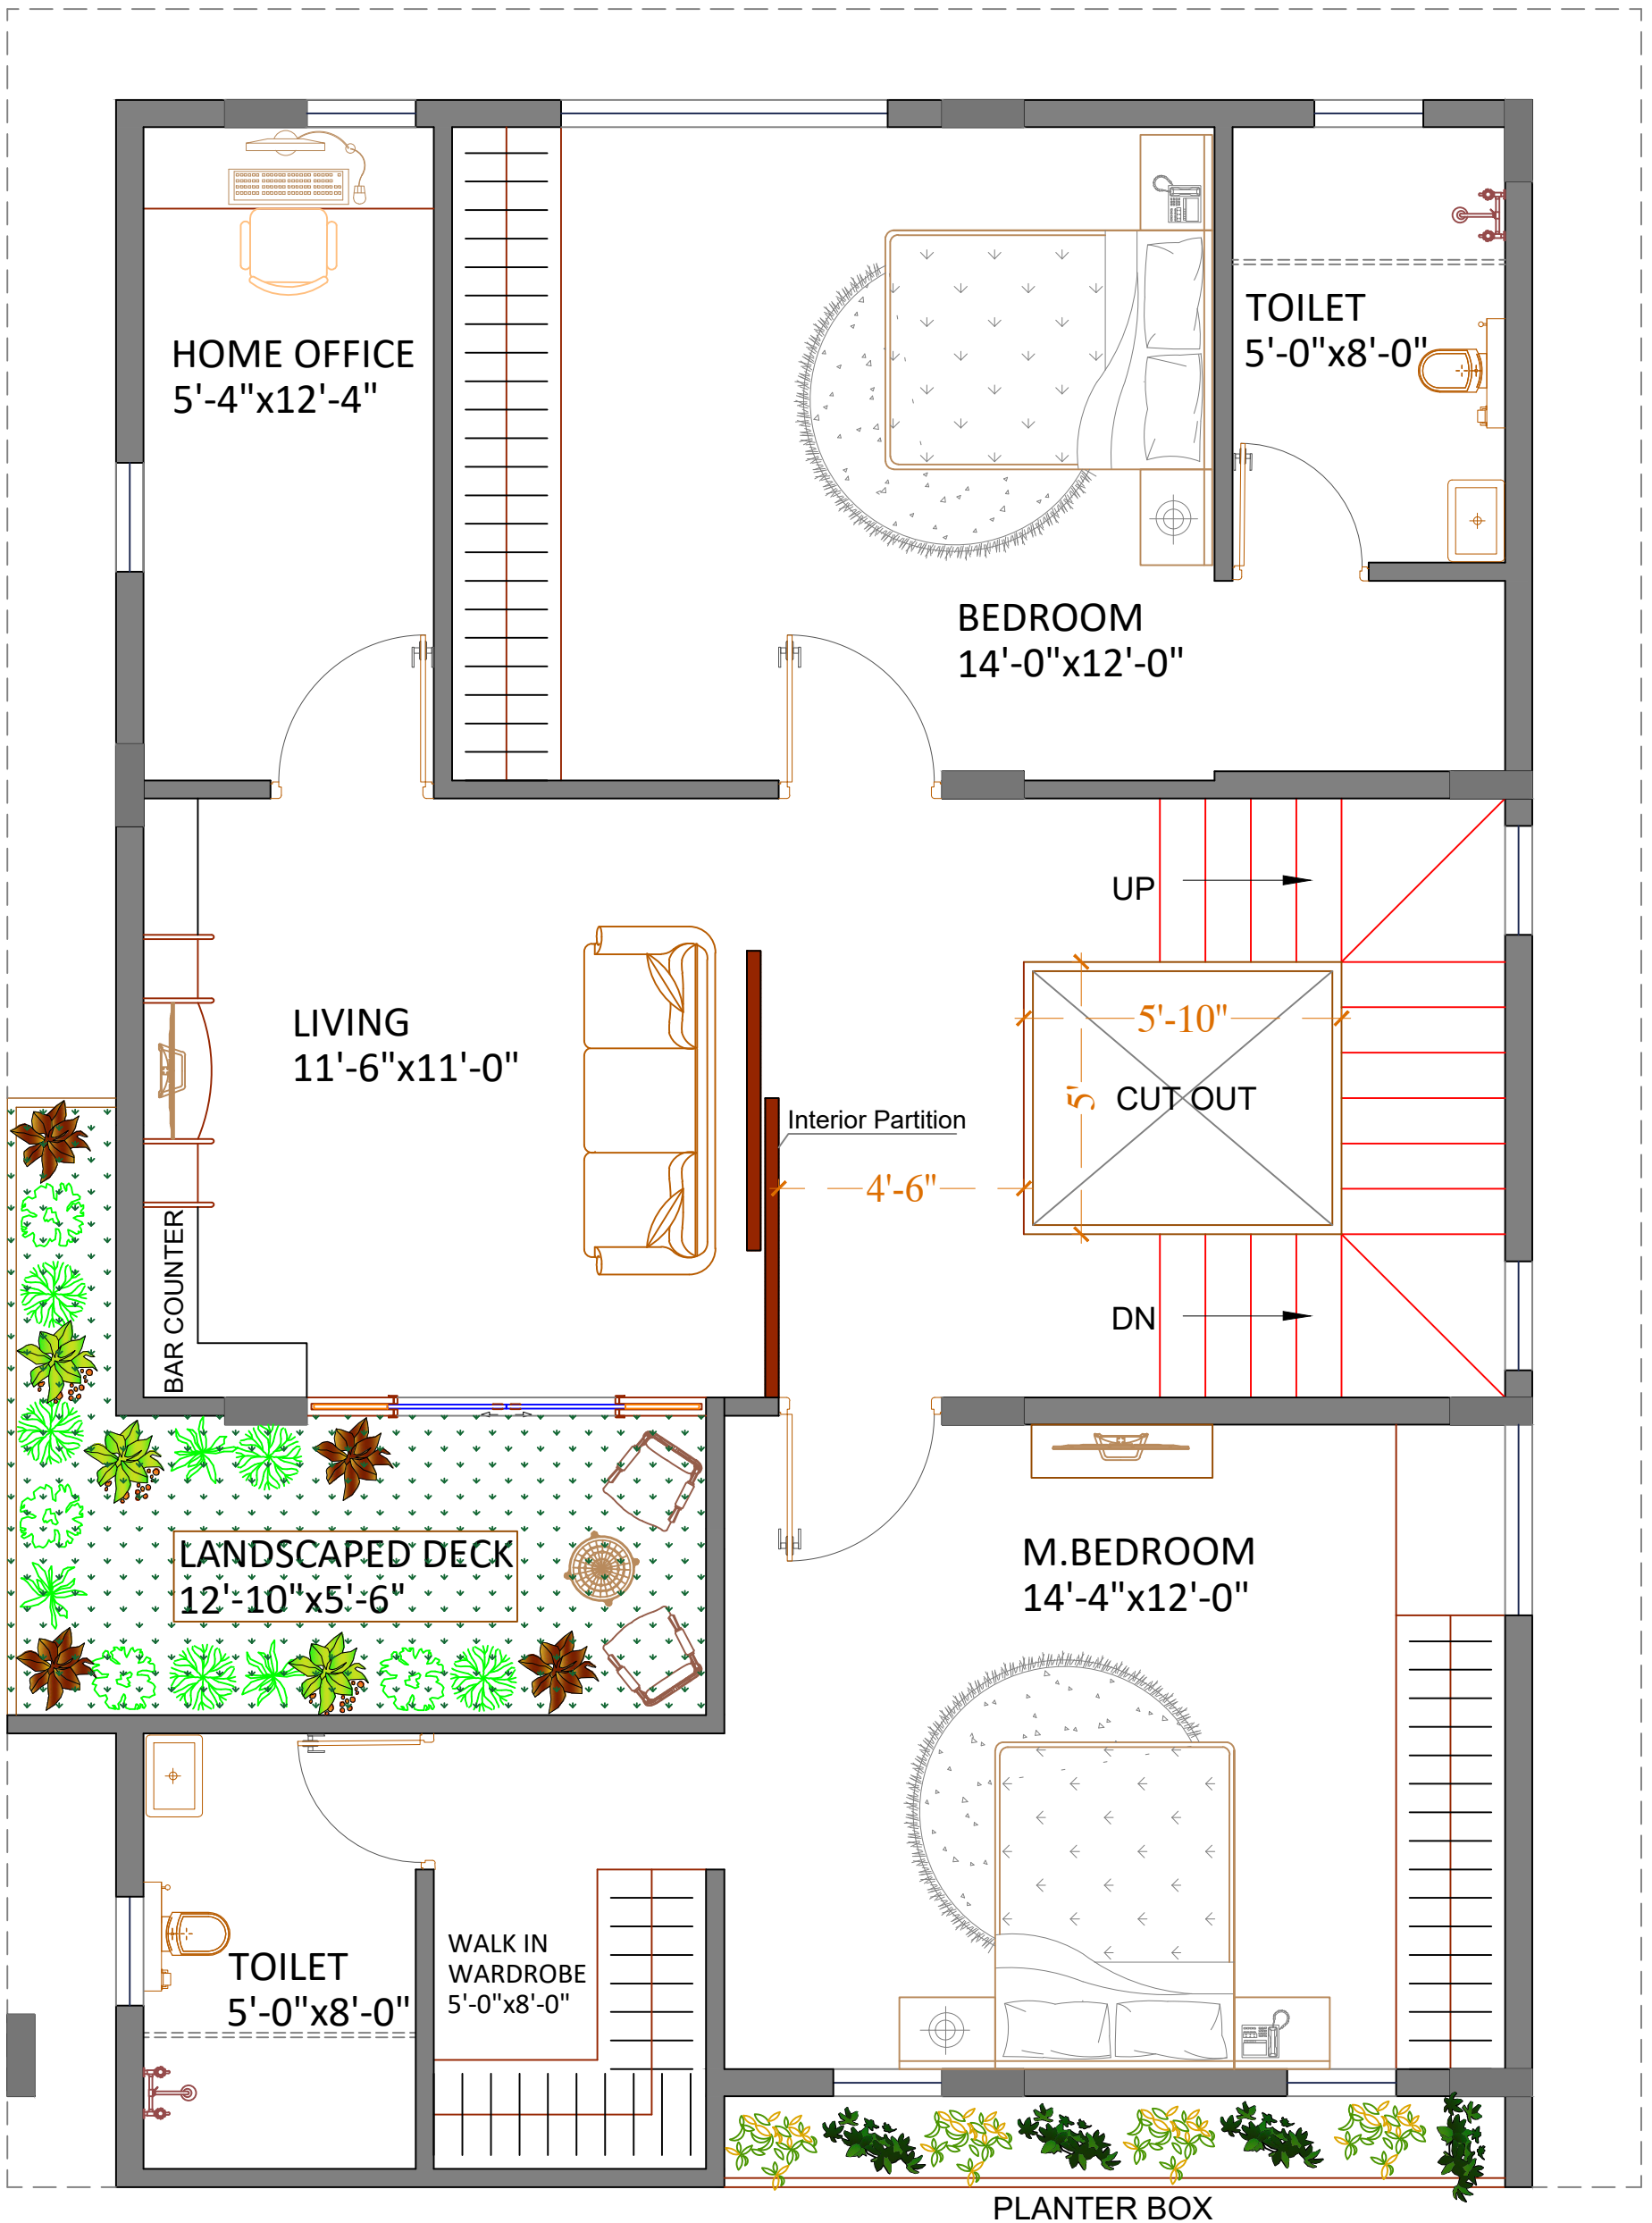 HOME OFFICE
5'-4"x12'-4"
TOILET
5'-0"x8'-0"
BEDROOM
14'-0"x12'-0"
UP
LIVING
11'-6"x11'-0"
5'-10"
5'
CUT OUT
Interior Partition
4'-6"
BAR COUNTER
DN
LANDSCAPED DECK
12'-10"x5'-6"
M.BEDROOM
14'-4"x12'-0"
WALK IN
WARDROBE
5'-0"x8'-0"
TOILET
5'-0"x8'-0"
PLANTER BOX